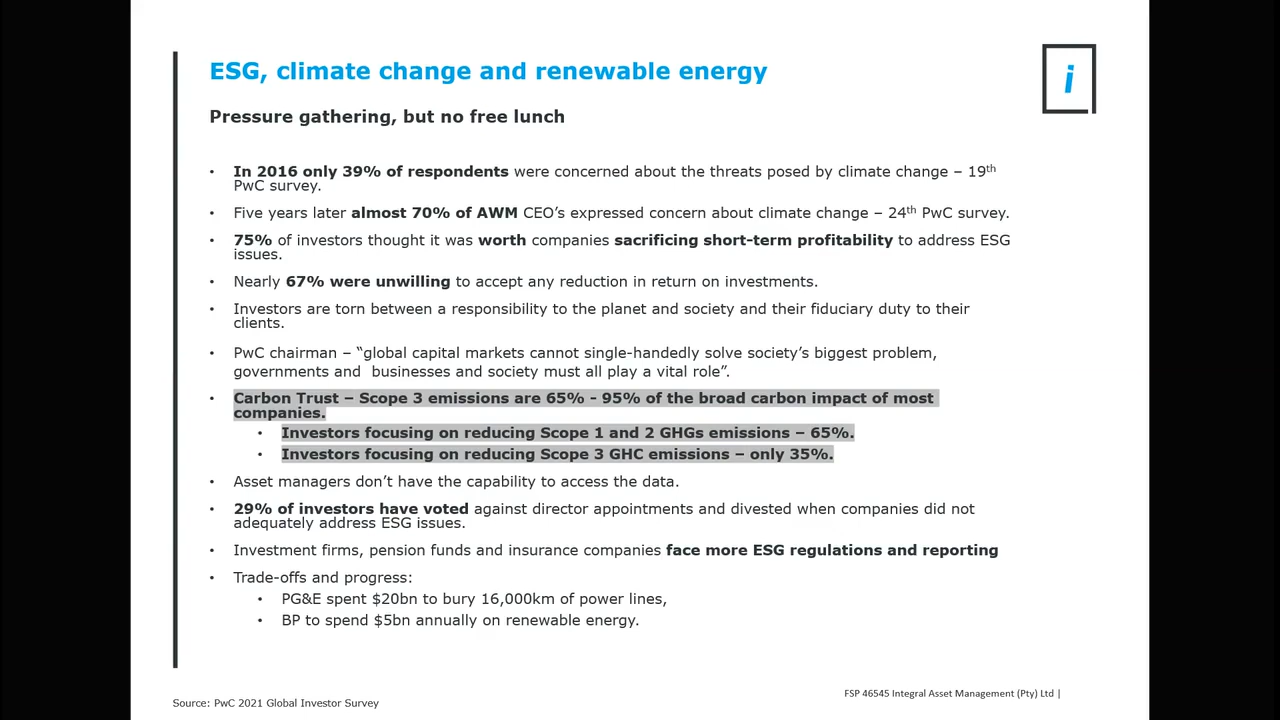 ESG, climate change and renewable energy
i
Pressure gathering, but no free lunch
• In 2016 only 39% of respondents were concerned about the threats posed by climate change – 19th
PwC survey.
• Five years later almost 70% of AWM CEO’s expressed concern about climate change – 24th PwC survey.
• 75% of investors thought it was worth companies sacrificing short-term profitability to address ESG
issues.
• Nearly 67% were unwilling to accept any reduction in return on investments.
• Investors are torn between a responsibility to the planet and society and their fiduciary duty to their
clients.
• PwC chairman – “global capital markets cannot single-handedly solve society’s biggest problem,
governments and  businesses and society must all play a vital role”.
• Carbon Trust – Scope 3 emissions are 65% - 95% of the broad carbon impact of most
companies.
• Investors focusing on reducing Scope 1 and 2 GHGs emissions – 65%.
• Investors focusing on reducing Scope 3 GHC emissions – only 35%.
• Asset managers don’t have the capability to access the data.
• 29% of investors have voted against director appointments and divested when companies did not
adequately address ESG issues.
• Investment firms, pension funds and insurance companies face more ESG regulations and reporting
• Trade-offs and progress:
• PG&E spent $20bn to bury 16,000km of power lines,
• BP to spend $5bn annually on renewable energy.
FSP 46545 Integral Asset Management (Pty) Ltd |
Source: PwC 2021 Global Investor Survey